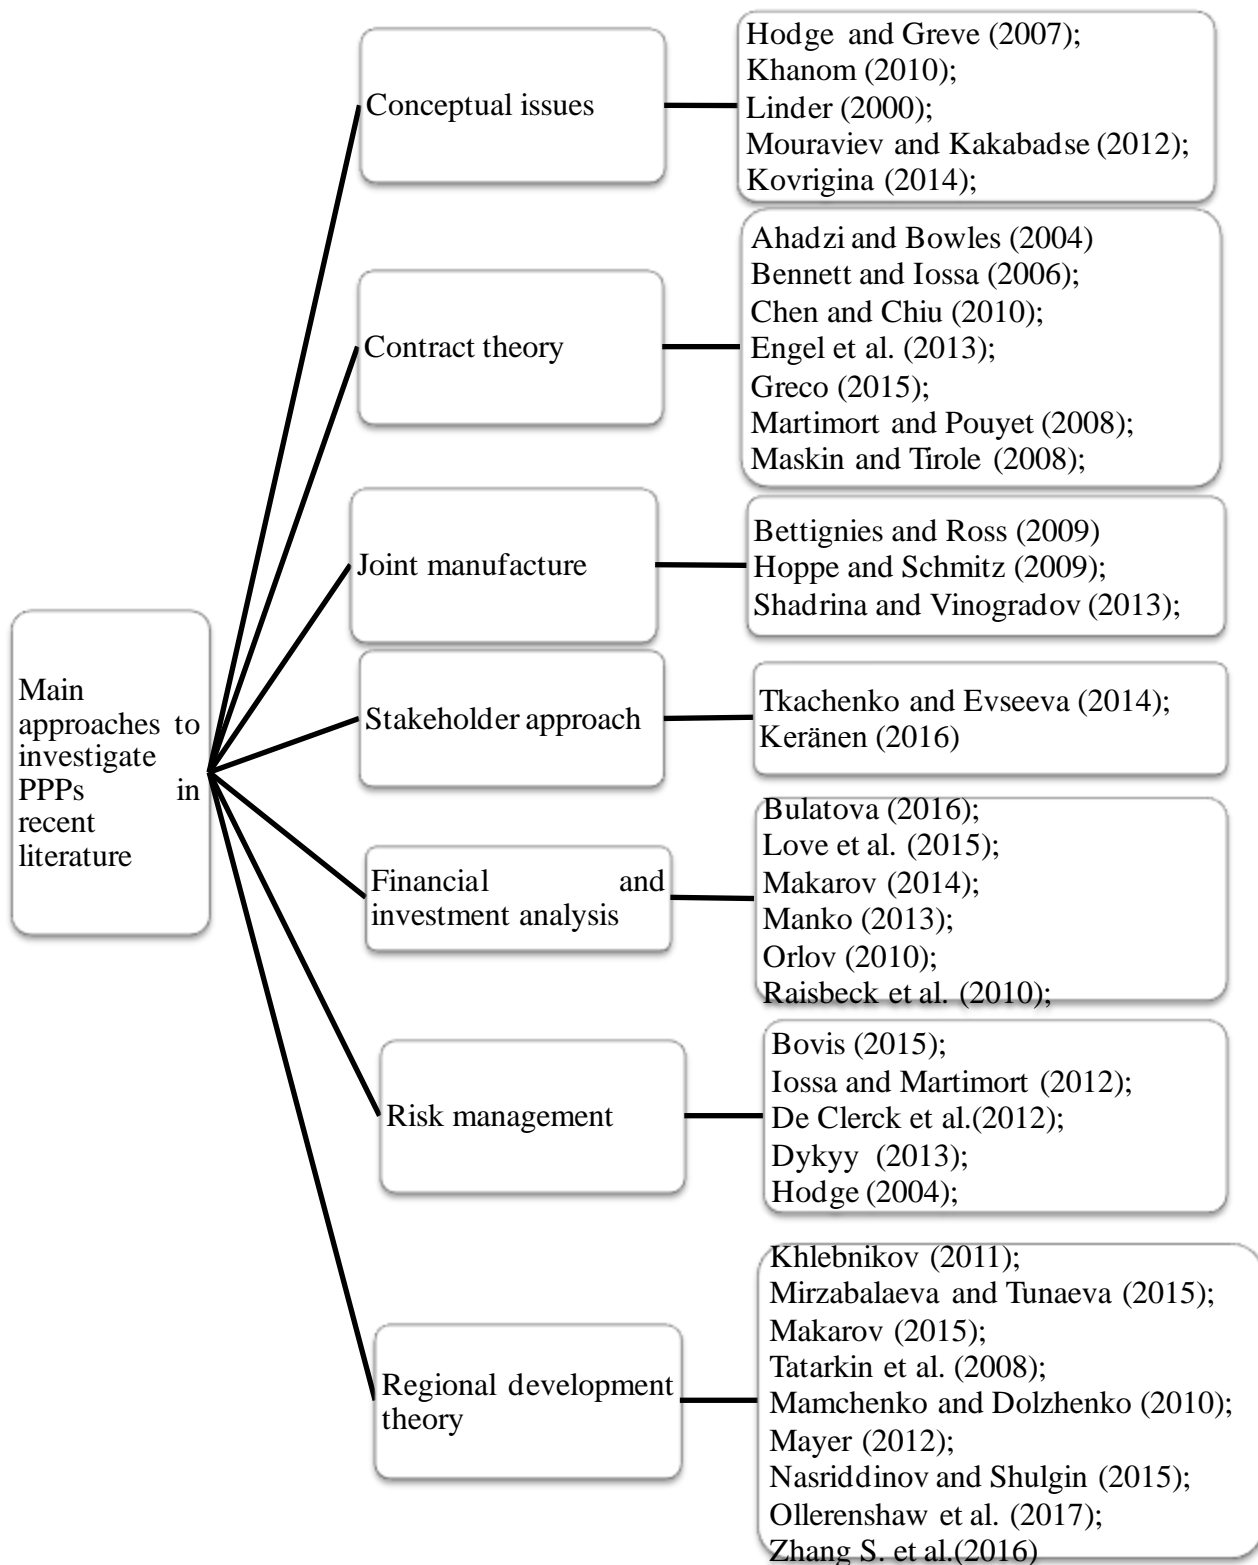 Main
approaches to
investigate
PPPs in
recent
literature
Conceptual issues
Hodge and Greve (2007);
Khanom (2010);
Linder (2000);
Mouraviev and Kakabadse (2012);
Kovrigina (2014);
Contract theory
Ahadzi and Bowles (2004)
Bennett and Iossa (2006);
Chen and Chiu (2010);
Engel et al. (2013);
Greco (2015);
Martimort and Pouyet (2008);
Maskin and Tirole (2008);
Joint manufacture
Bettignies and Ross (2009)
Hoppe and Schmitz (2009);
Shadrina and Vinogradov (2013);
Stakeholder approach
Tkachenko and Evseeva (2014);
Keränen (2016)
Financial and
investment analysis
Bulatova (2016);
Love et al. (2015);
Makarov (2014);
Manko (2013);
Orlov (2010);
Raisbeck et al. (2010);
Risk management
Bovis (2015);
Iossa and Martimort (2012);
De Clerck et al.(2012);
Dykyy (2013);
Hodge (2004);
Regional development
theory
Khlebnikov (2011);
Mirzabalaeva and Tunaeva (2015);
Makarov (2015);
Tatarkin et al. (2008);
Mamchenko and Dolzhenko (2010);
Mayer (2012);
Nasriddinov and Shulgin (2015);
Ollerenshaw et al. (2017);
Zhang S. et al.(2016)